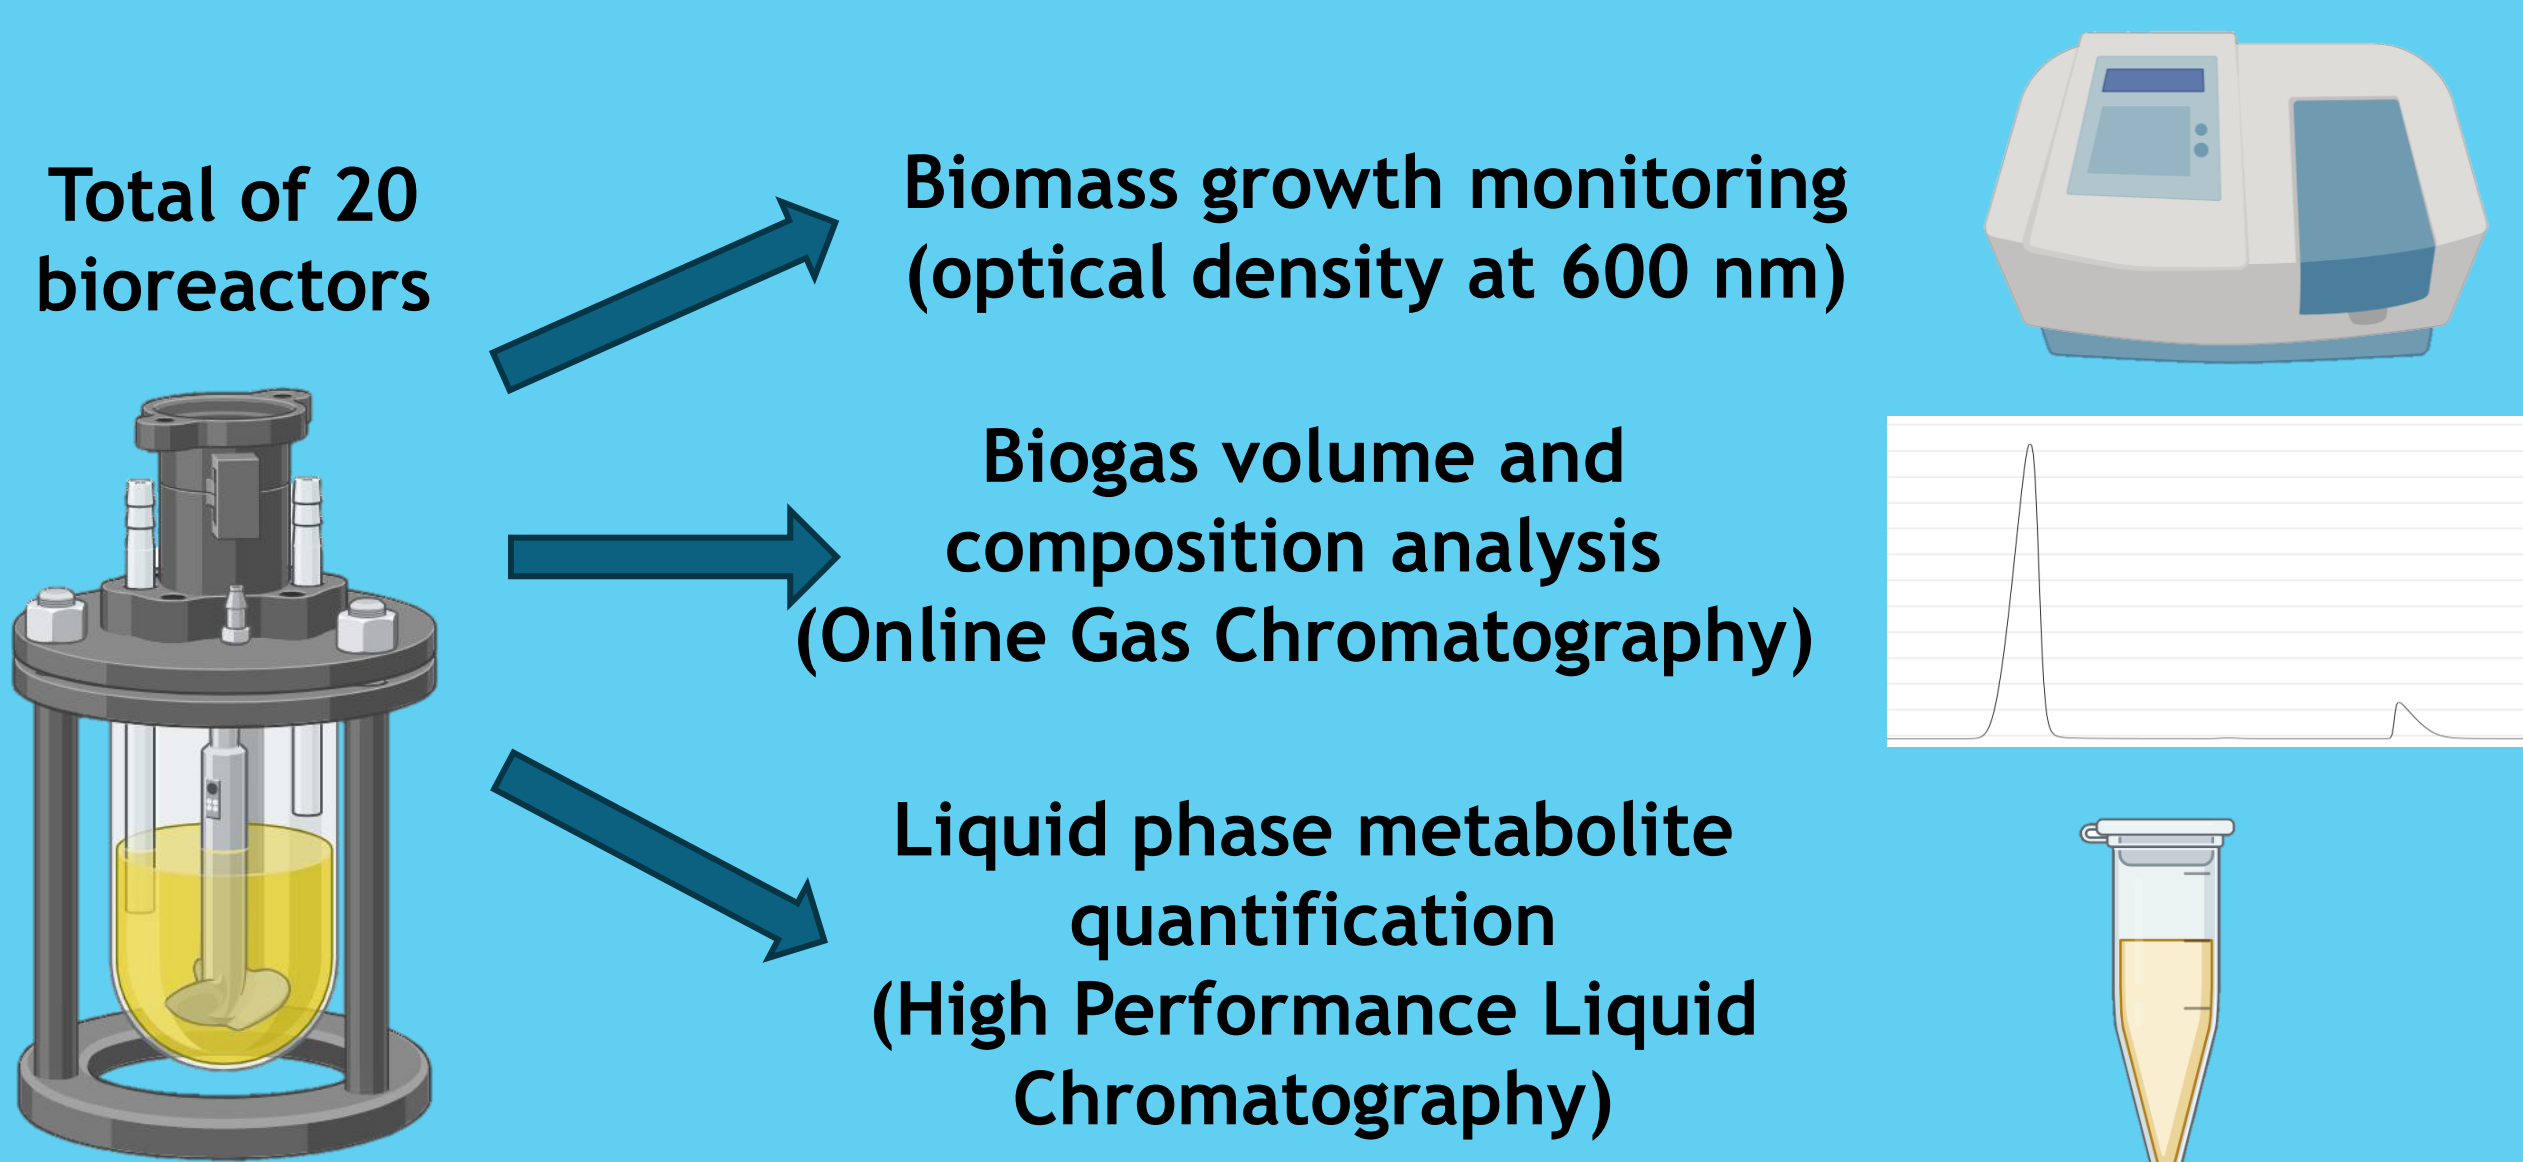 Total of 20
bioreactors
Biomass growth monitoring
(optical density at 600 nm)
Biogas volume and
composition analysis
(Online Gas Chromatography)
Liquid phase metabolite
quantification
(High Performance Liquid
Chromatography)